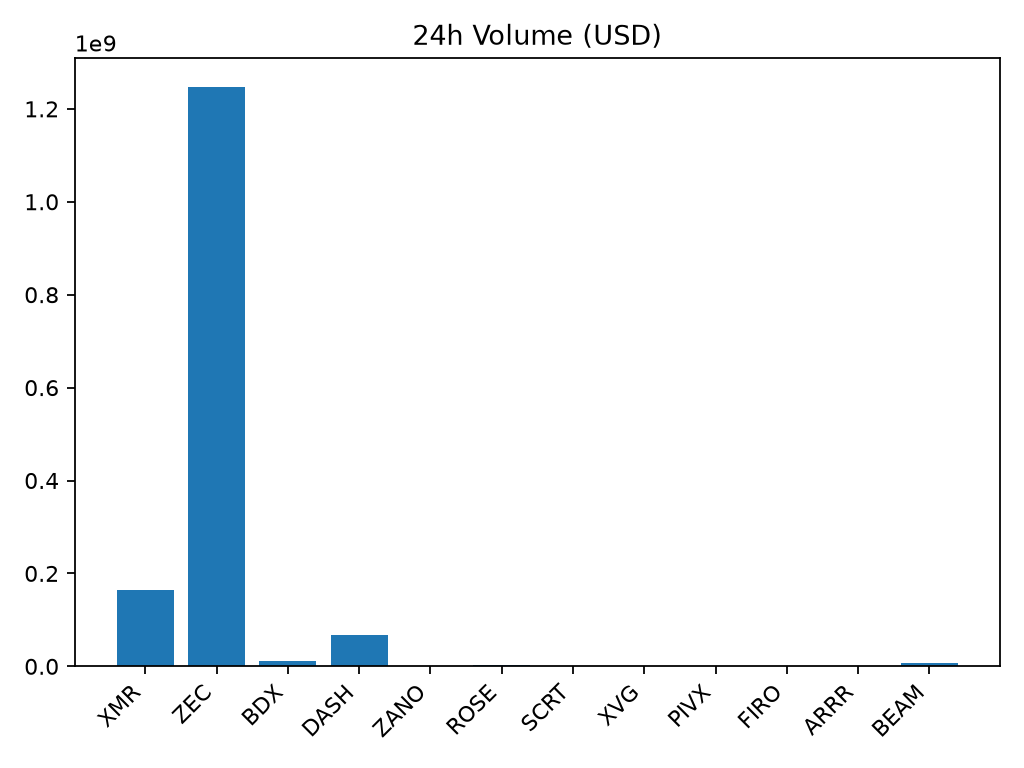 24h Volume (USD)
1e9
1.2
1.0
0.8
0.6
0.4
0.2
0.0
XMR
ZEC
BDX
DASH
ZANO
ROSE
SCRT
XVG
PIVX
FIRO
ARRR
BEAM